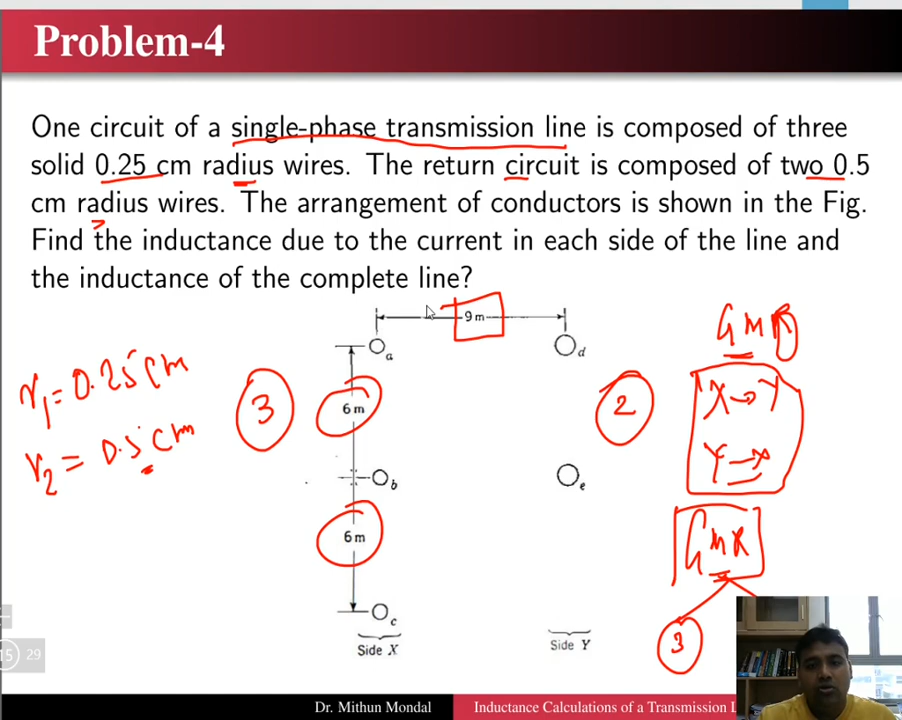 Problem-4
One circuit of a single-phase transmission line is composed of three
solid 0.25 cm radius wires. The return circuit is composed of two 0.5
cm radius wires. The arrangement of conductors is shown in the Fig.
Find the inductance due to the current in each side of the line and
the inductance of the complete line?
9 m
a
d
GMD
r1 = 0.25 cm
3
6 m
2
X → Y
Y → X
r2 = 0.5 cm
b
e
6 m
GMR
c
3
Side X
Side Y
15 29
Dr. Mithun Mondal
Inductance Calculations of a Transmission L